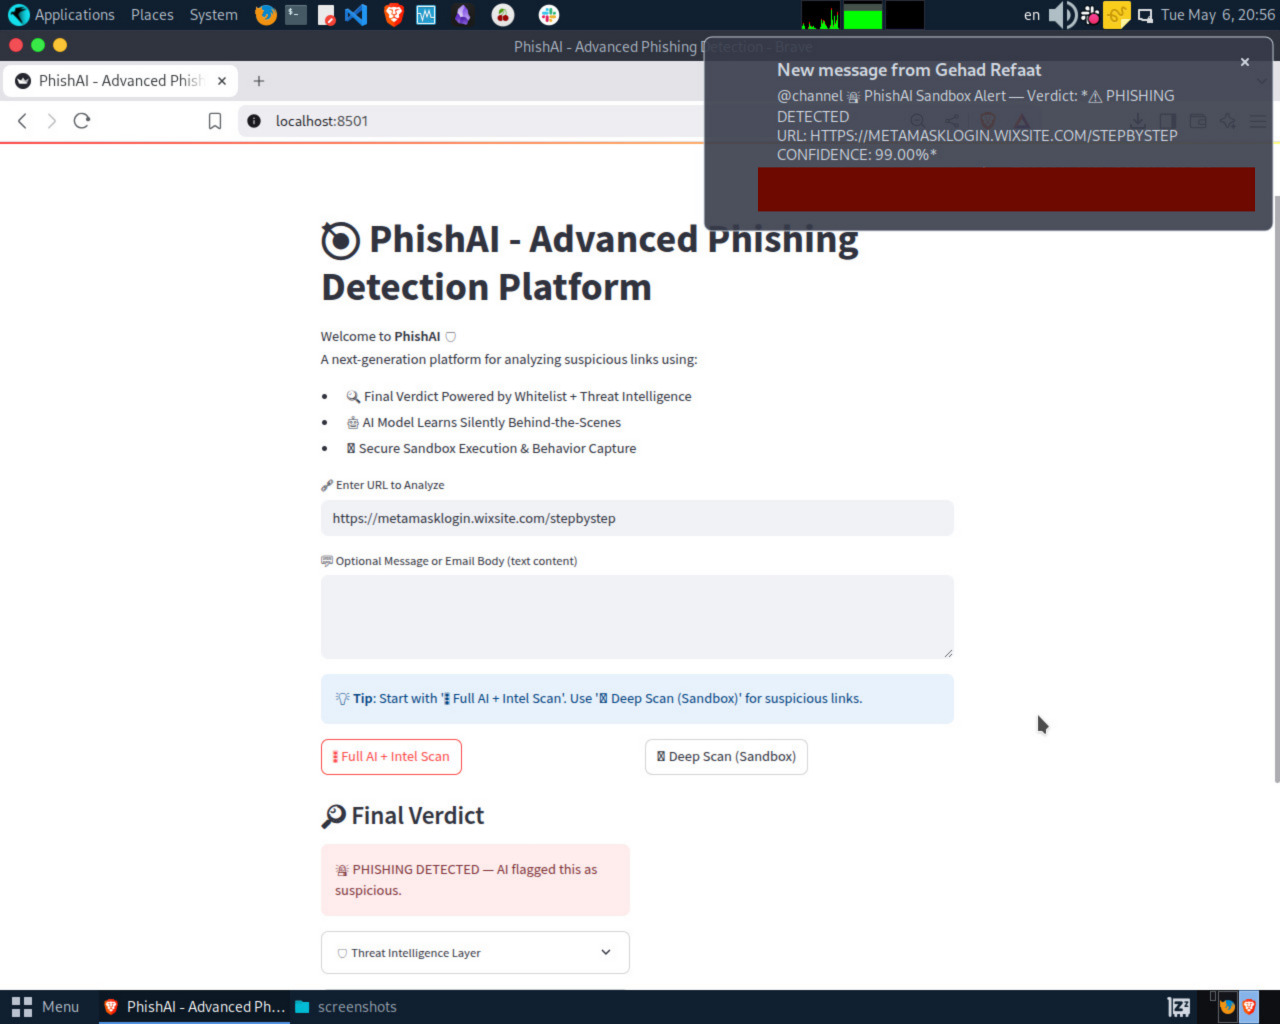 Applications Places System
en Tue May 6, 20:56
PhishAI - Advanced Phishing Detection - Brave
PhishAI - Advanced Phish
localhost:8501
New message from Gehad Refaat
@channel 🚨 PhishAI Sandbox Alert — Verdict: *⚠ PHISHING
DETECTED
URL: HTTPS://METAMASKLOGIN.WIXSITE.COM/STEPBYSTEP
CONFIDENCE: 99.00%*
PhishAI - Advanced Phishing
Detection Platform
Welcome to PhishAI
A next-generation platform for analyzing suspicious links using:
• Final Verdict Powered by Whitelist + Threat Intelligence
• AI Model Learns Silently Behind-the-Scenes
• Secure Sandbox Execution & Behavior Capture
Enter URL to Analyze
https://metamasklogin.wixsite.com/stepbystep
Optional Message or Email Body (text content)
Tip: Start with 'Full AI + Intel Scan'. Use 'Deep Scan (Sandbox)' for suspicious links.
Full AI + Intel Scan Deep Scan (Sandbox)
Final Verdict
PHISHING DETECTED — AI flagged this as
suspicious.
Threat Intelligence Layer
Menu PhishAI - Advanced Ph... screenshots